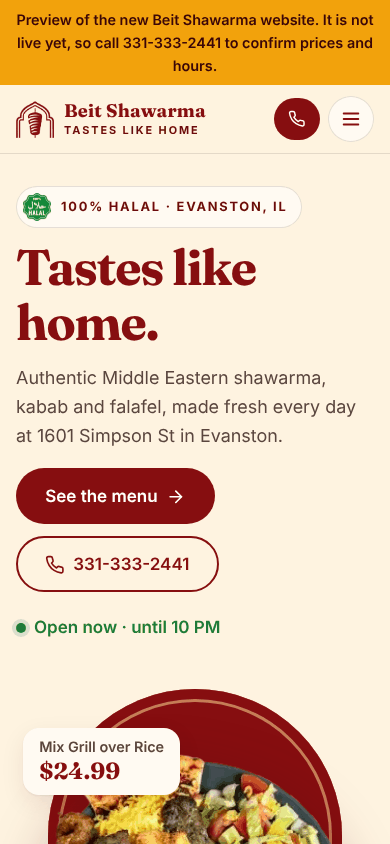 Preview of the new Beit Shawarma website. It is not
live yet, so call 331-333-2441 to confirm prices and
hours.
Beit Shawarma
TASTES LIKE HOME
HALAL
100% HALAL · EVANSTON, IL
Tastes like
home.
Authentic Middle Eastern shawarma,
kabab and falafel, made fresh every day
at 1601 Simpson St in Evanston.
See the menu →
331-333-2441
Open now · until 10 PM
Mix Grill over Rice
$24.99